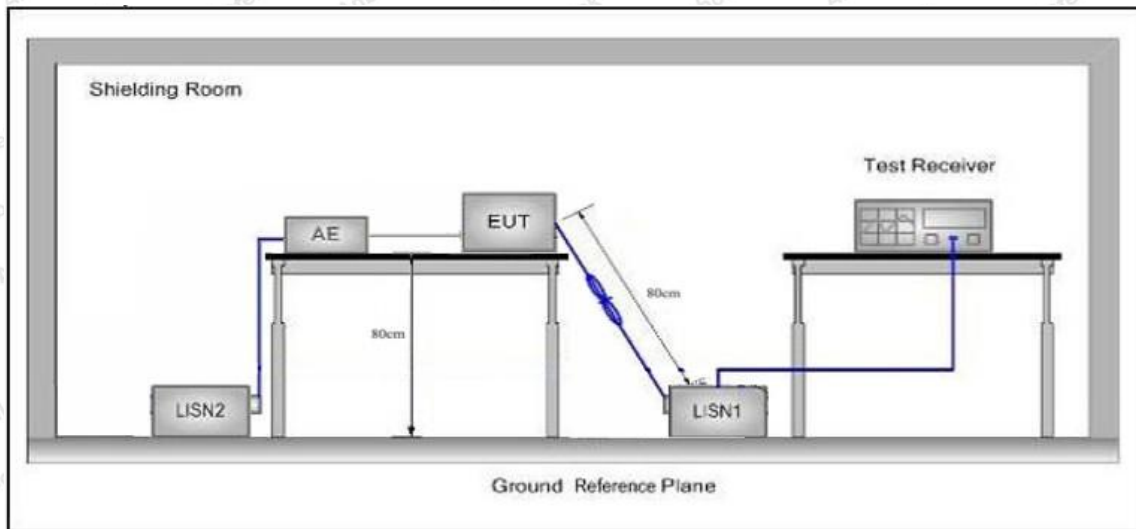 Shielding Room
Test Receiver
AE
EUT
80cm
80cm
LISN2
LISN1
Ground Reference Plane